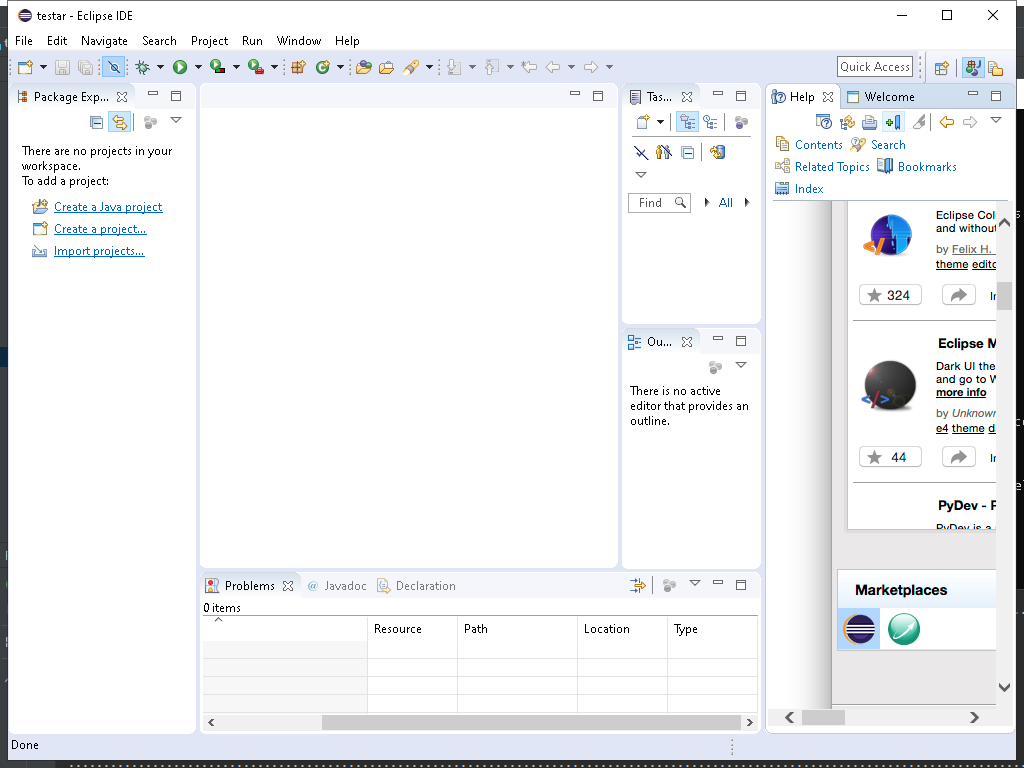 testar - Eclipse IDE
File Edit Navigate Search Project Run Window Help
Quick Access
Package Exp...
There are no projects in your
workspace.
To add a project:
Create a Java project
Create a project...
Import projects...
Tas...
Find All
Ou...
There is no active
editor that provides an
outline.
Problems @ Javadoc Declaration
0 items
Resource Path Location Type
Help Welcome
Contents Search
Related Topics Bookmarks
Index
Eclipse Col
and without
by Felix H.
theme edito
324
Eclipse M
Dark UI the
and go to W
more info
by Unknown
e4 theme d
44
PyDev - P
PyDev is a
Marketplaces
Done